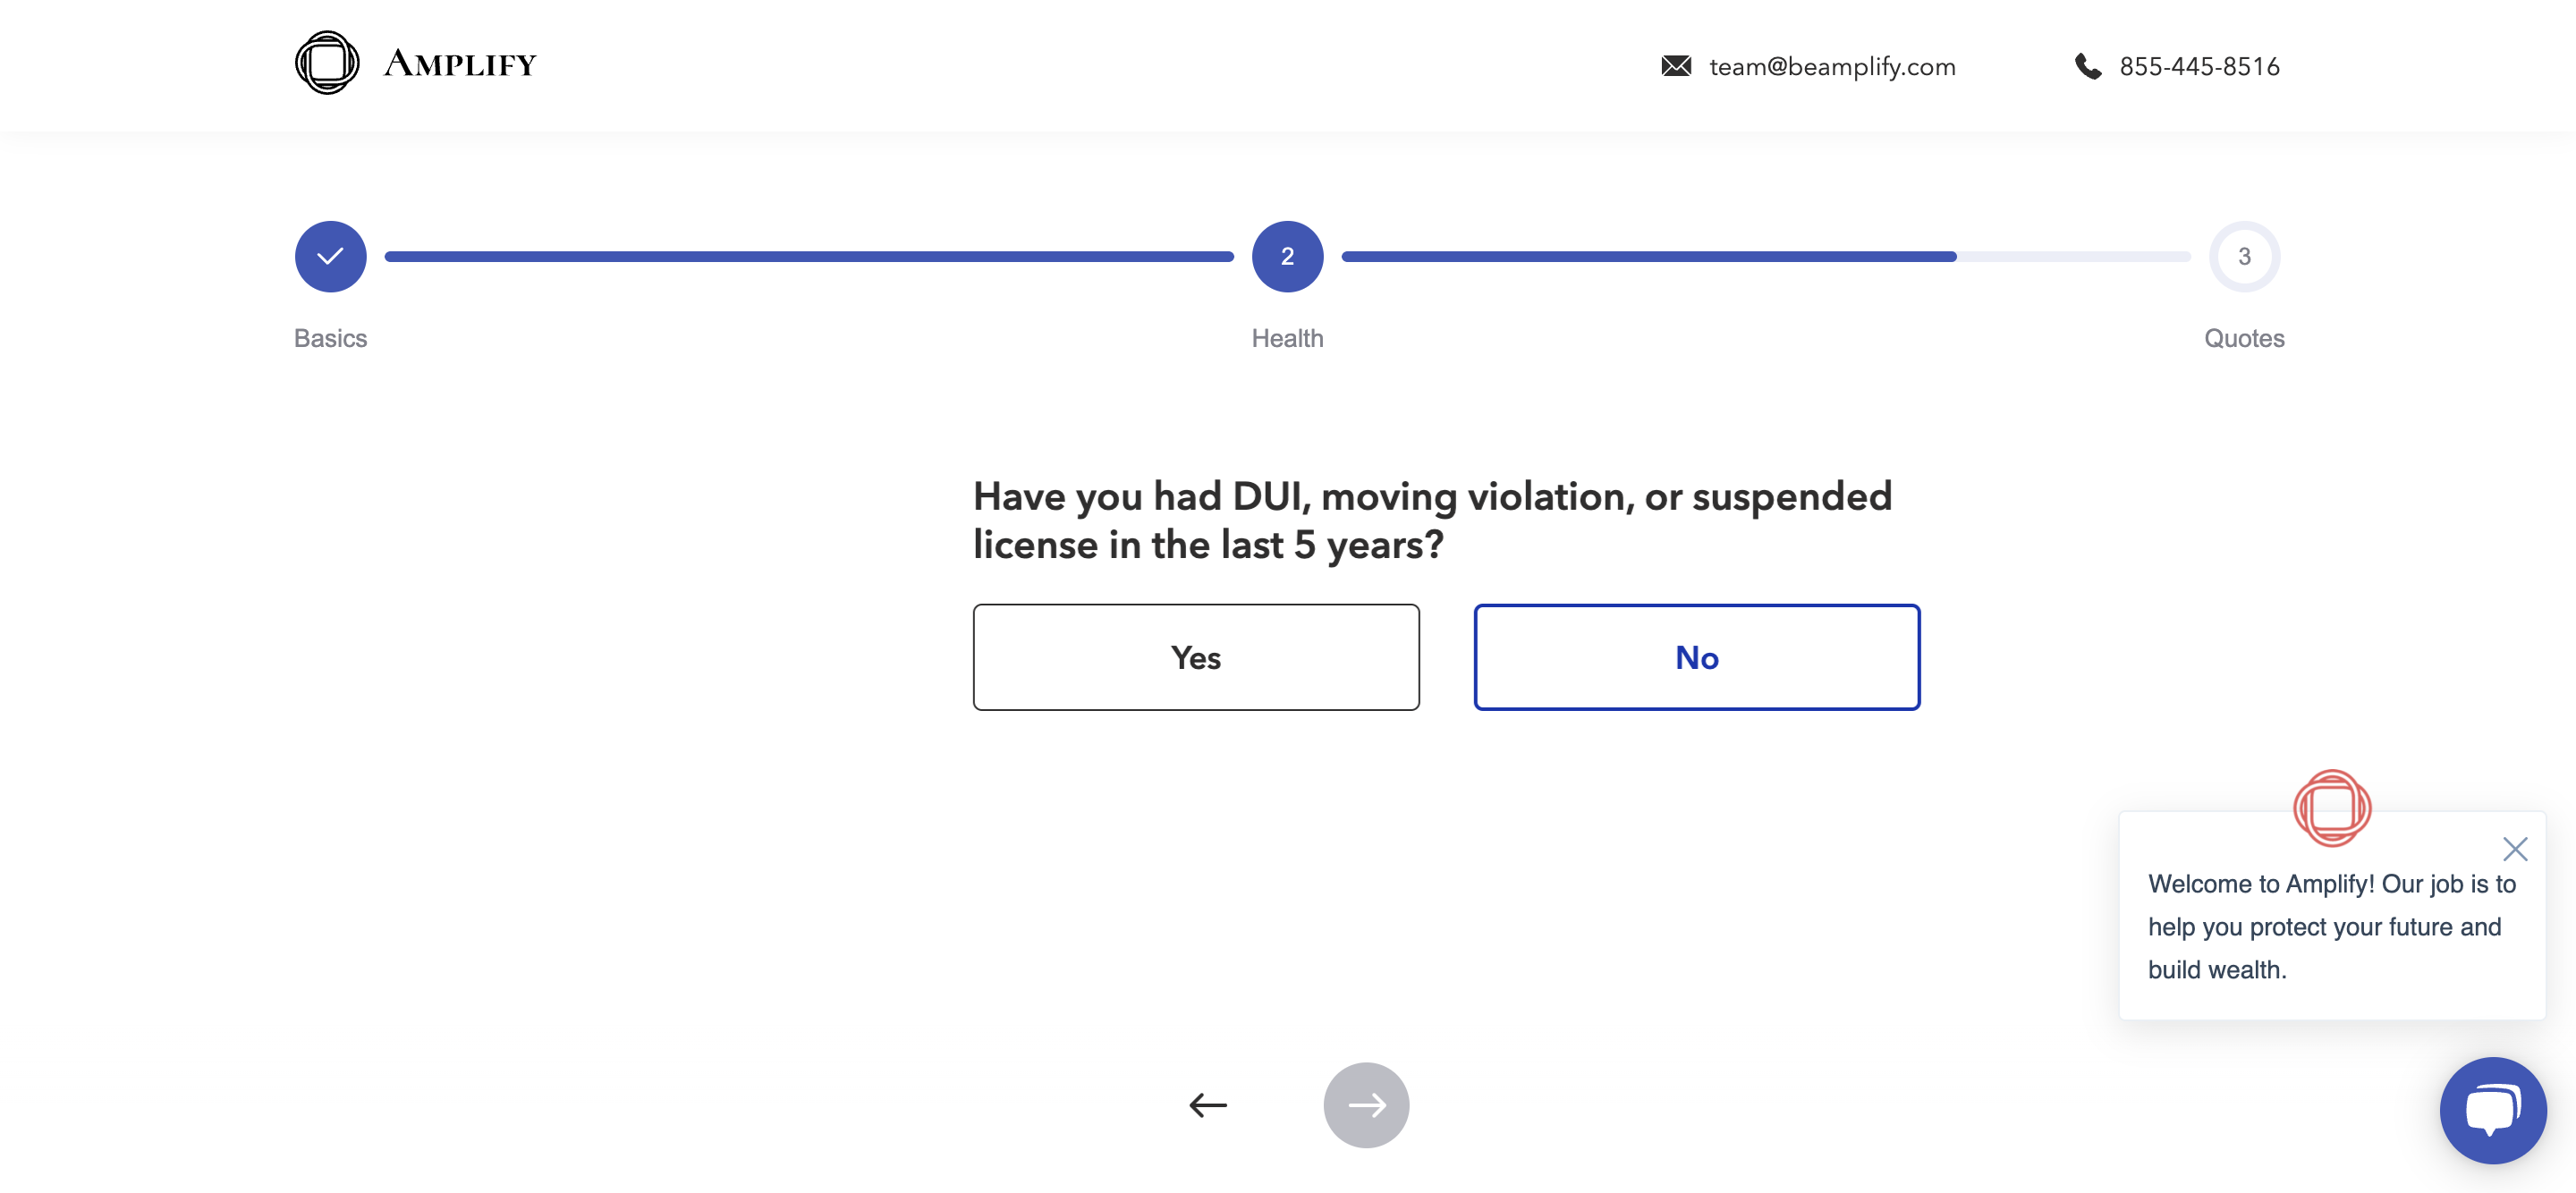 AMPLIFY
team@beamplify.com
855-445-8516
2
3
Basics
Health
Quotes
Have you had DUI, moving violation, or suspended
license in the last 5 years?
Yes
No
Welcome to Amplify! Our job is to
help you protect your future and
build wealth.